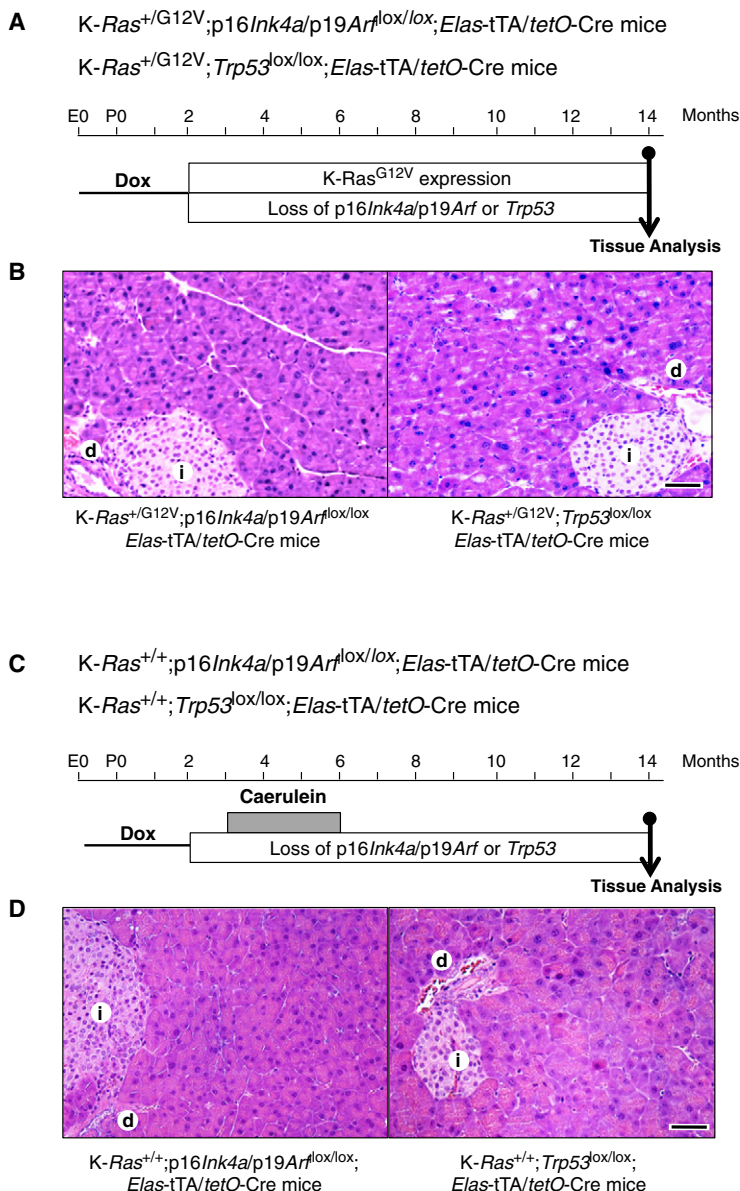 A
K-Ras+/G12V;p16Ink4a/p19Arflox/lox;Elas-tTA/tetO-Cre mice
K-Ras+/G12V;Trp53lox/lox;Elas-tTA/tetO-Cre mice
E0 P0 2 4 6 8 10 12 14 Months
Dox
K-RasG12V expression
Loss of p16Ink4a/p19Arf or Trp53
Tissue Analysis
B
d
i
d
i
K-Ras+/G12V;p16Ink4a/p19Arflox/lox
Elas-tTA/tetO-Cre mice
K-Ras+/G12V;Trp53lox/lox
Elas-tTA/tetO-Cre mice
C
K-Ras+/+;p16Ink4a/p19Arflox/lox;Elas-tTA/tetO-Cre mice
K-Ras+/+;Trp53lox/lox;Elas-tTA/tetO-Cre mice
E0 P0 2 4 6 8 10 12 14 Months
Caerulein
Dox
Loss of p16Ink4a/p19Arf or Trp53
Tissue Analysis
D
i
d
d
i
K-Ras+/+;p16Ink4a/p19Arflox/lox;
Elas-tTA/tetO-Cre mice
K-Ras+/+;Trp53lox/lox;
Elas-tTA/tetO-Cre mice